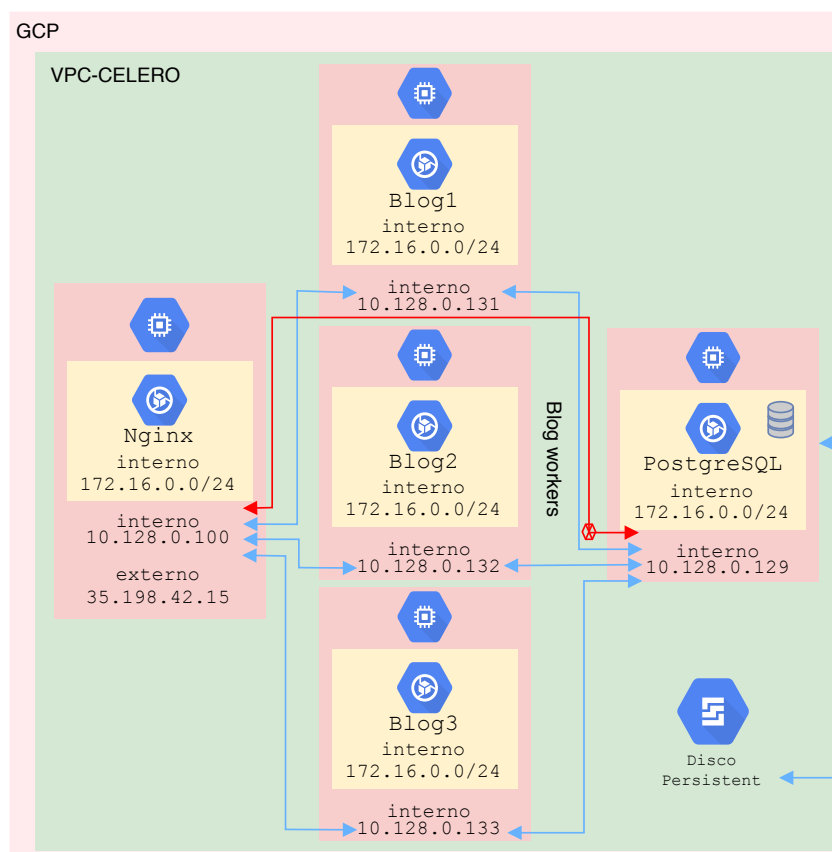 GCP
VPC-CELERO
Blog1
interno
172.16.0.0/24
interno
10.128.0.131
Nginx
interno
172.16.0.0/24
interno
10.128.0.100
externo
35.198.42.15
Blog2
interno
172.16.0.0/24
interno
10.128.0.132
Blog workers
PostgreSQL
interno
172.16.0.0/24
interno
10.128.0.129
Blog3
interno
172.16.0.0/24
interno
10.128.0.133
Disco
Persistent